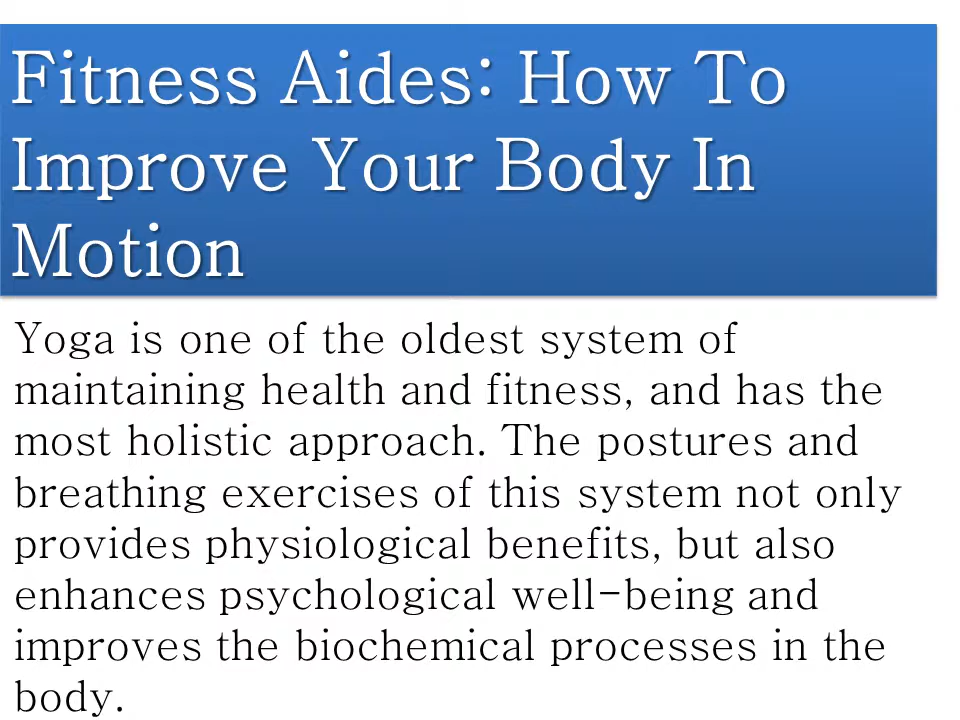 Fitness Aides: How To
Improve Your Body In
Motion
Yoga is one of the oldest system of
maintaining health and fitness, and has the
most holistic approach. The postures and
breathing exercises of this system not only
provides physiological benefits, but also
enhances psychological well-being and
improves the biochemical processes in the
body.